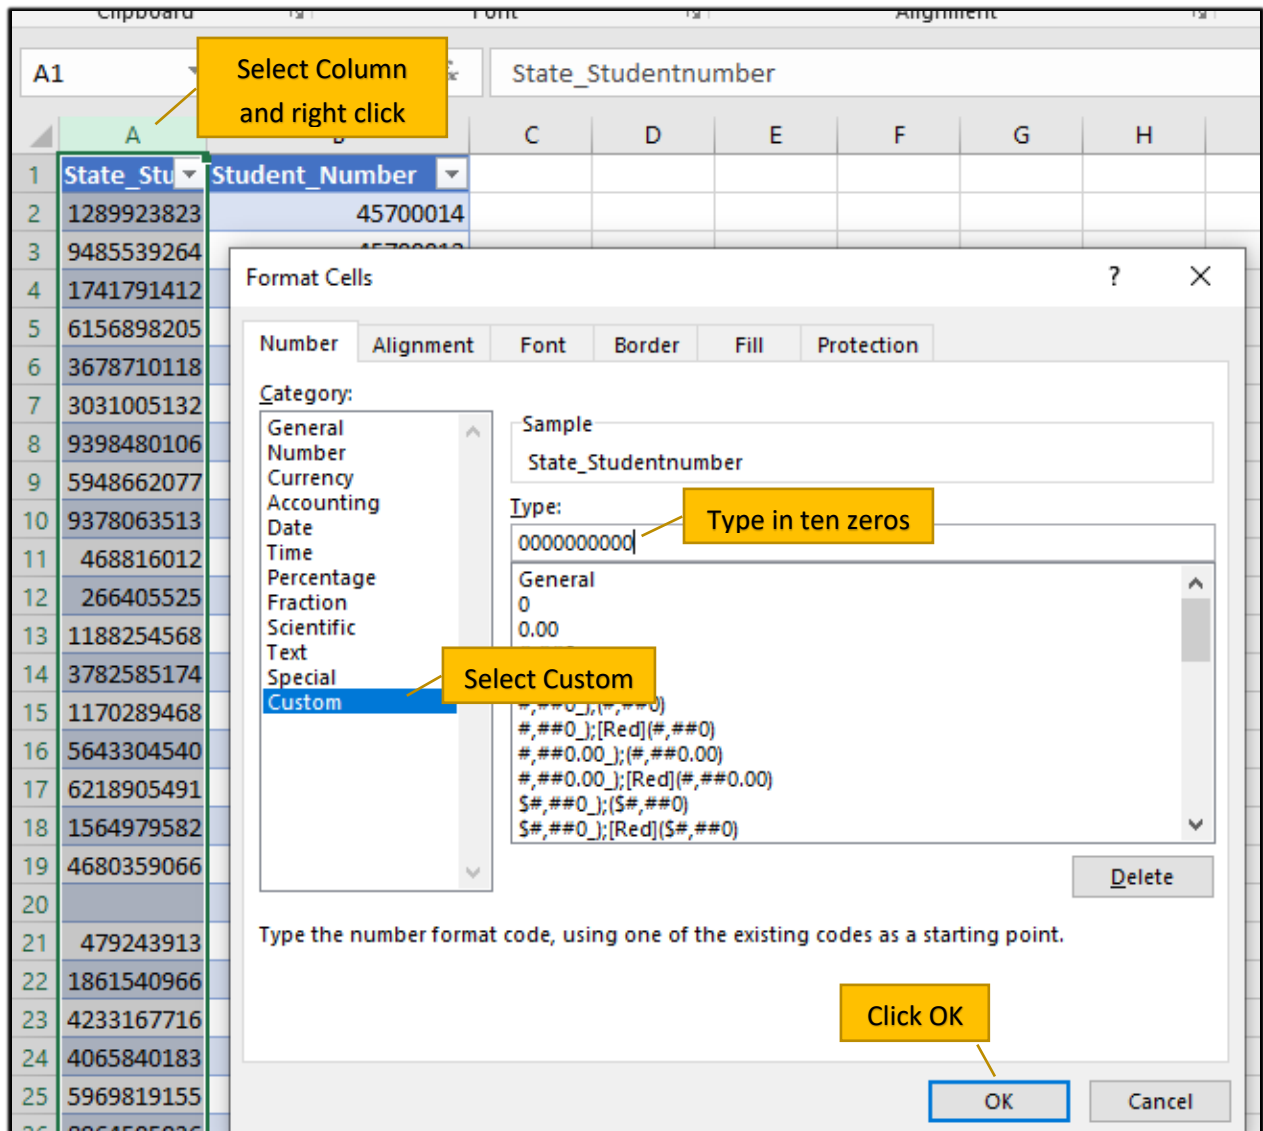 Clipboard Font Alignment
A1 Select Column State_Studentnumber
and right click
A C D E F G H
1 State_Stu Student_Number
2 1289923823 45700014
3 9485539264
4 1741791412
5 6156898205
6 3678710118
7 3031005132
8 9398480106
9 5948662077
10 9378063513
11 468816012
12 266405525
13 1188254568
14 3782585174
15 1170289468
16 5643304540
17 6218905491
18 1564979582
19 4680359066
20
21 479243913
22 1861540966
23 4233167716
24 4065840183
25 5969819155
Format Cells ? X
Number Alignment Font Border Fill Protection
Category:
General
Number
Currency
Accounting
Date
Time
Percentage
Fraction
Scientific
Text
Special
Custom
Select Custom
Sample
State_Studentnumber
Type:
Type in ten zeros
0000000000
General
0
0.00
#,##0_);(#,##0)
#,##0_);[Red](#,##0)
#,##0.00_);(#,##0.00)
#,##0.00_);[Red](#,##0.00)
$#,##0_);($#,##0)
$#,##0_);[Red]($#,##0)
Delete
Type the number format code, using one of the existing codes as a starting point.
Click OK
OK Cancel